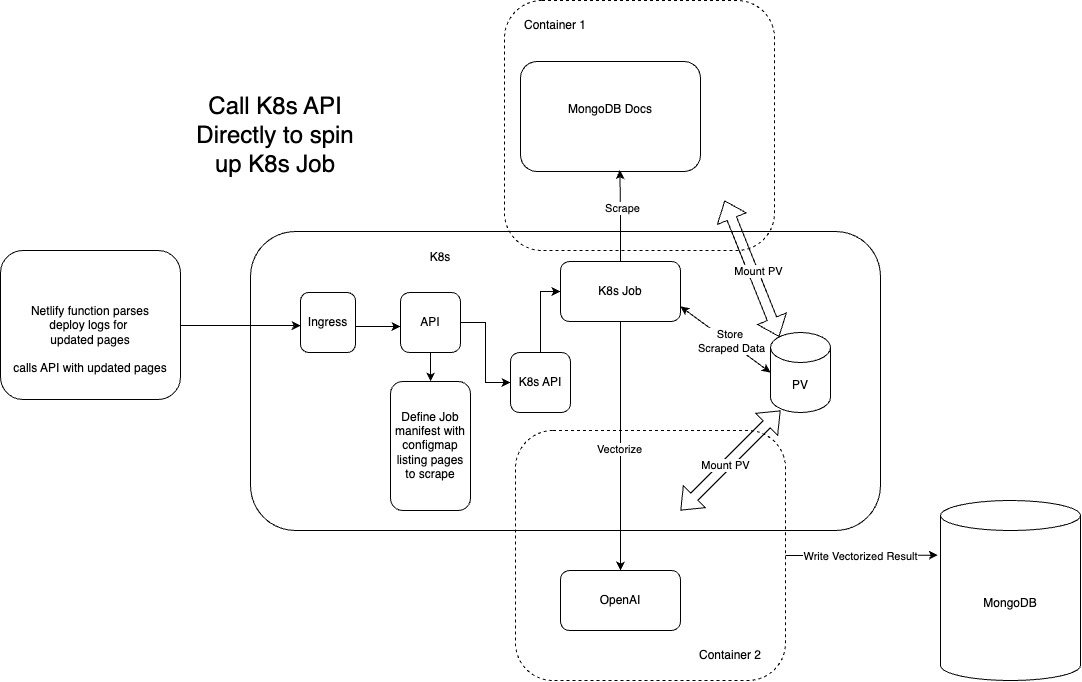 Container 1
MongoDB Docs
Call K8s API
Directly to spin
up K8s Job
Scrape
K8s
Mount PV
K8s Job
Netlify function parses
deploy logs for
updated pages
calls API with updated pages
Ingress
API
Store
Scraped Data
K8s API
PV
Define Job
manifest with
configmap
listing pages
to scrape
Vectorize
Mount PV
Write Vectorized Result
OpenAI
MongoDB
Container 2